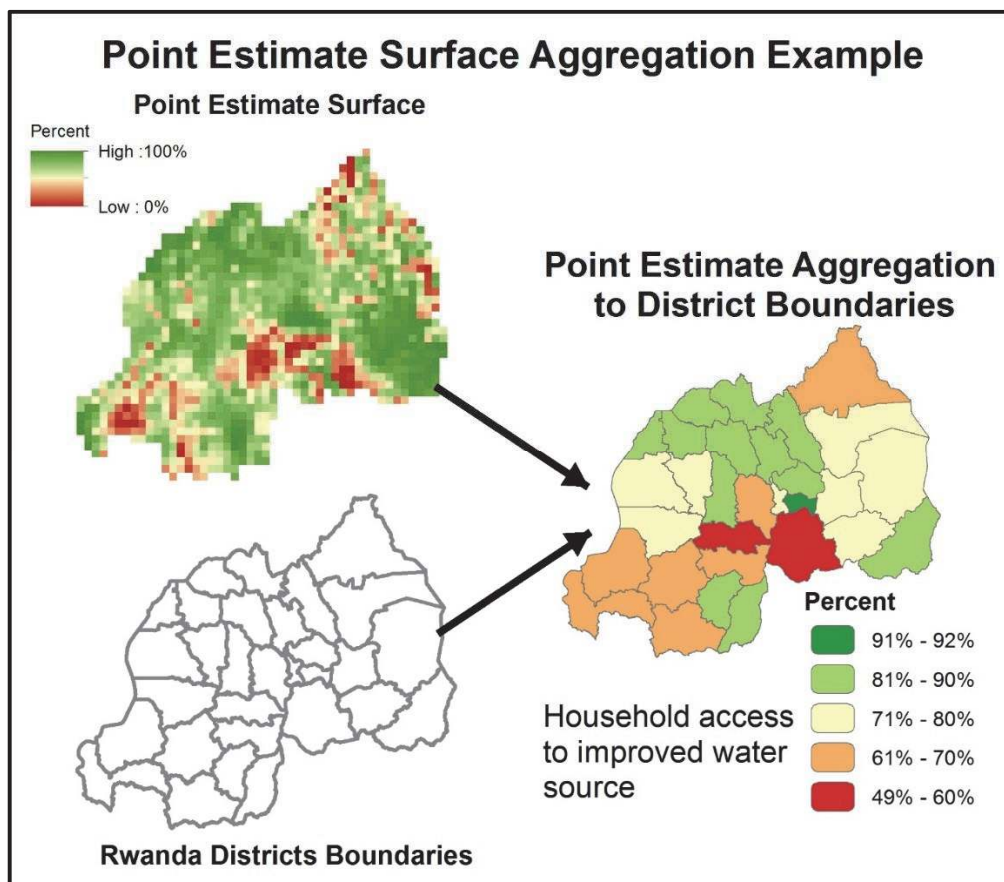 Point Estimate Surface Aggregation Example
Point Estimate Surface
Percent
High :100%
Low : 0%
Point Estimate Aggregation
to District Boundaries
Percent
91% - 92%
81% - 90%
71% - 80%
61% - 70%
49% - 60%
Household access
to improved water
source
Rwanda Districts Boundaries